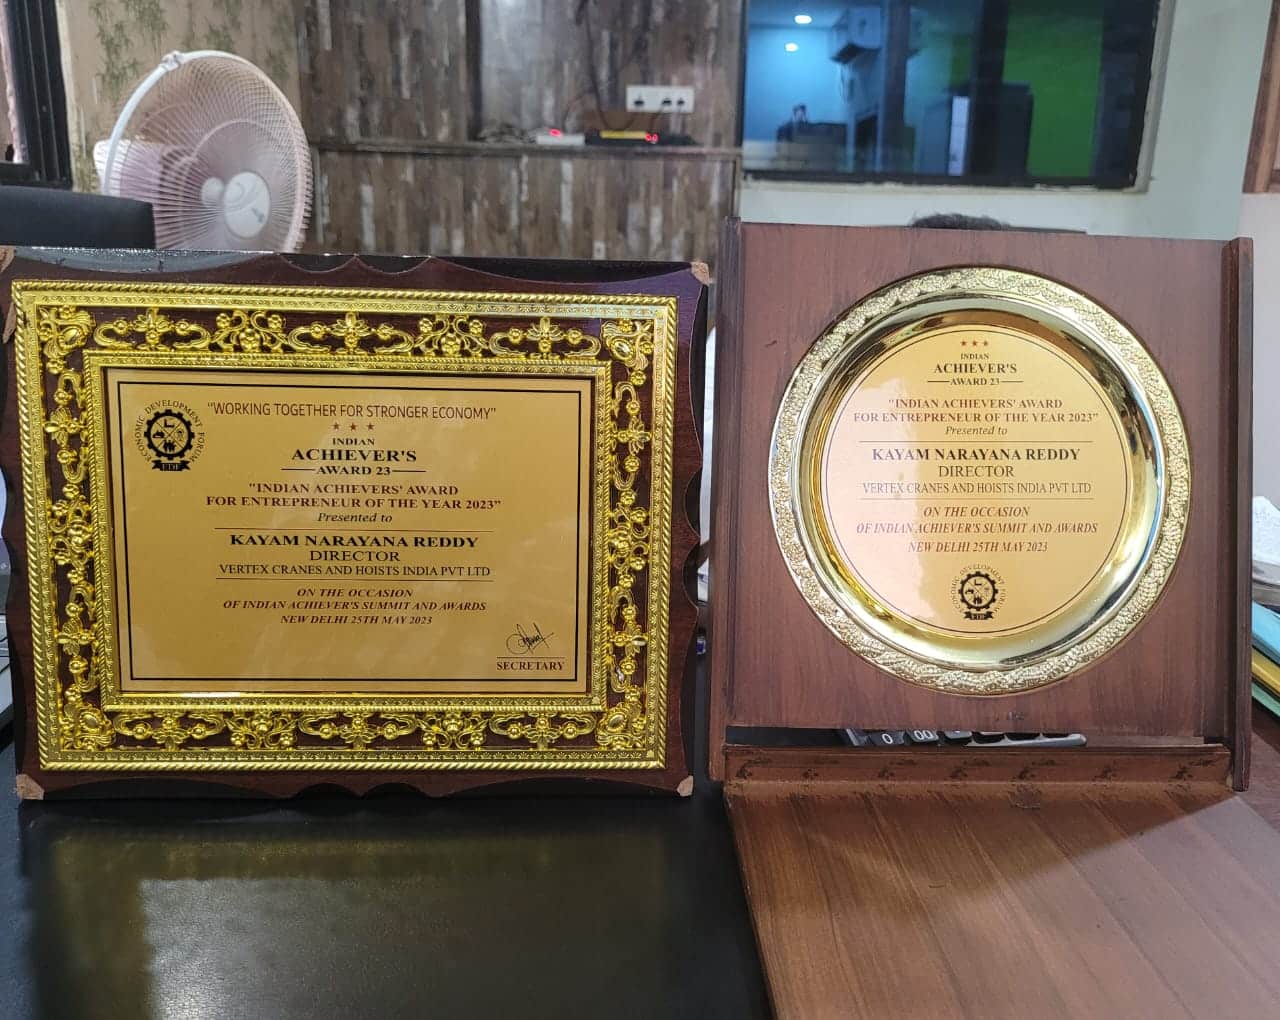 "WORKING TOGETHER FOR STRONGER ECONOMY"
ECONOMIC DEVELOPMENT FORUM
EDF
INDIAN
ACHIEVER'S
AWARD 23
"INDIAN ACHIEVERS' AWARD
FOR ENTREPRENEUR OF THE YEAR 2023"
Presented to
KAYAM NARAYANA REDDY
DIRECTOR
VERTEX CRANES AND HOISTS INDIA PVT LTD
ON THE OCCASION
OF INDIAN ACHIEVER'S SUMMIT AND AWARDS
NEW DELHI 25TH MAY 2023
SECRETARY
INDIAN
ACHIEVER'S
AWARD 23
"INDIAN ACHIEVERS' AWARD
FOR ENTREPRENEUR OF THE YEAR 2023"
Presented to
KAYAM NARAYANA REDDY
DIRECTOR
VERTEX CRANES AND HOISTS INDIA PVT LTD
ON THE OCCASION
OF INDIAN ACHIEVER'S SUMMIT AND AWARDS
NEW DELHI 25TH MAY 2023
ECONOMIC DEVELOPMENT FORUM
EDF
0 00